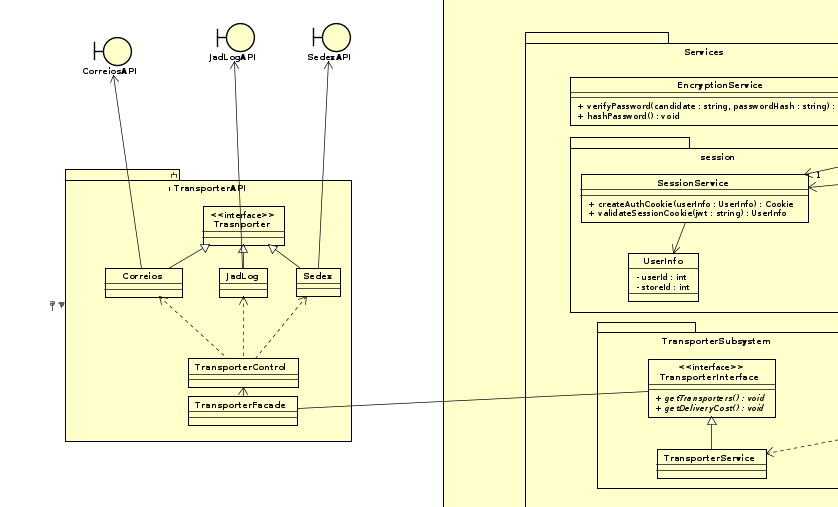 CorreiosAPI
JadLogAPI
SedexAPI
TransporterAPI
<<interface>>
Trasnporter
Correios
JadLog
Sedex
TransporterControl
TransporterFacade
Services
EncryptionService
+ verifyPassword(candidate : string, passwordHash : string) :
+ hashPassword() : void
session
SessionService
+ createAuthCookie(userInfo : UserInfo) : Cookie
+ validateSessionCookie(jwt : string) : UserInfo
1
UserInfo
- userId : int
- storeId : int
TransporterSubsystem
<<interface>>
TransporterInterface
+ getTransporters() : void
+ getDeliveryCost() : void
TransporterService